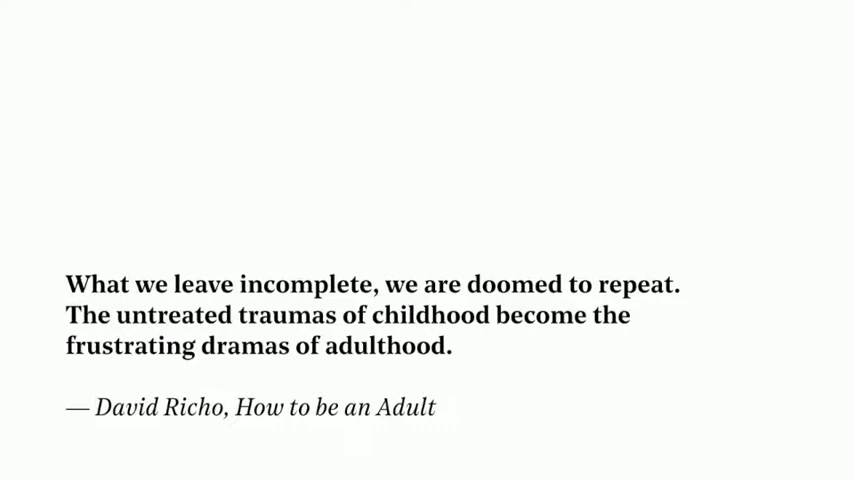 What we leave incomplete, we are doomed to repeat.
The untreated traumas of childhood become the
frustrating dramas of adulthood.
— David Richo, How to be an Adult